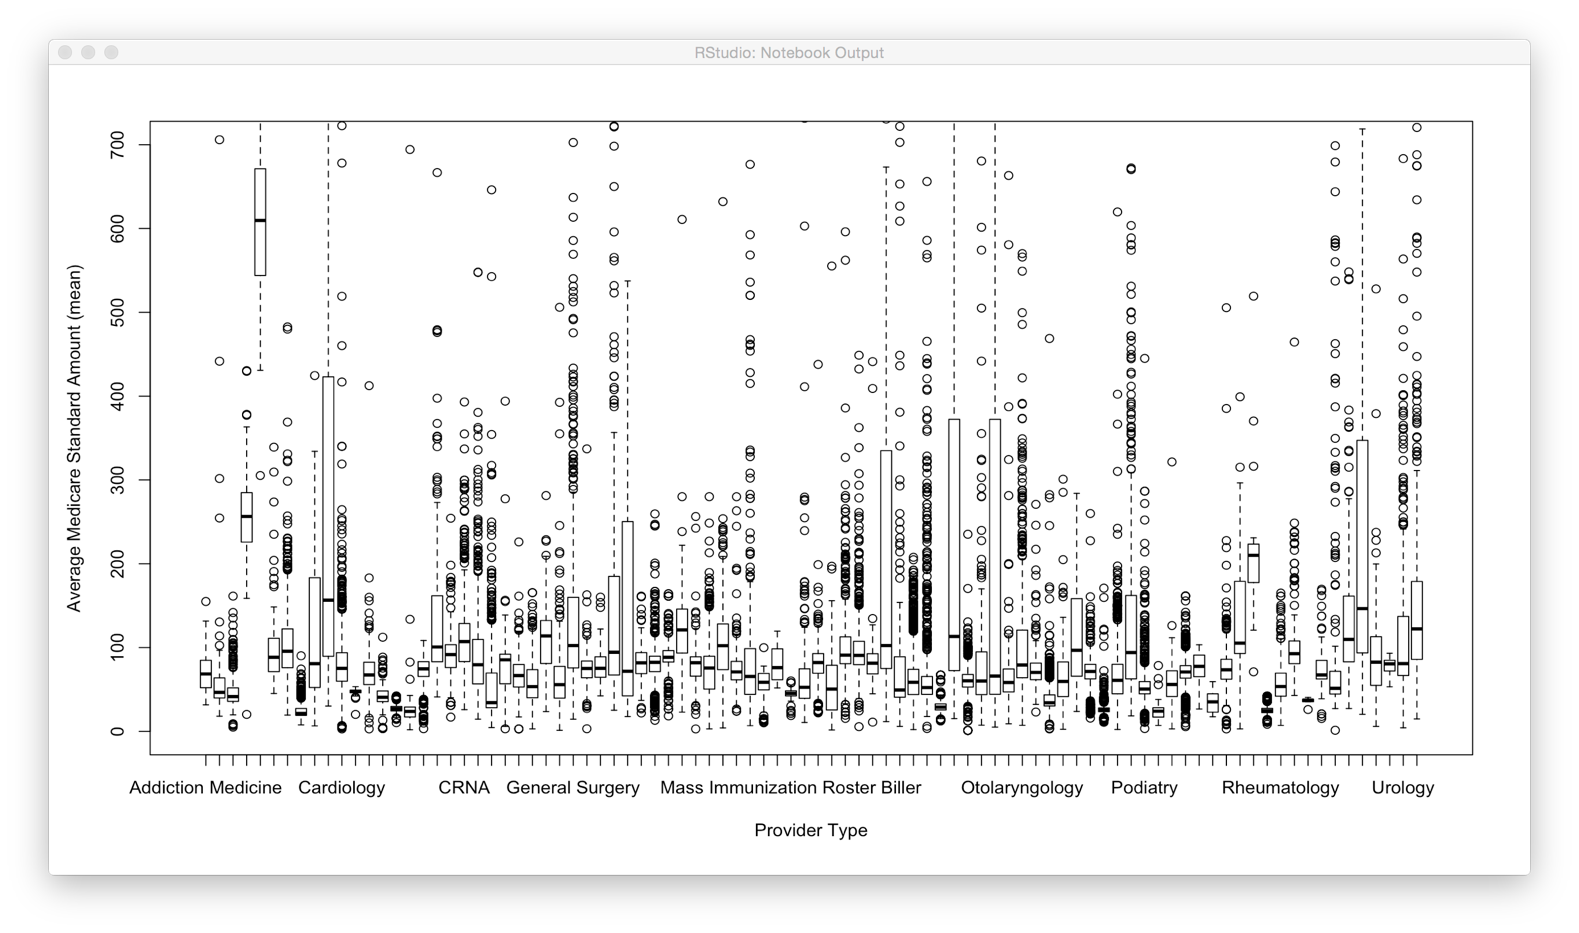 RStudio: Notebook Output
Average Medicare Standard Amount (mean)
700
600
500
400
300
200
100
0
Addiction Medicine Cardiology CRNA General Surgery Mass Immunization Roster Biller Otolaryngology Podiatry Rheumatology Urology
Provider Type